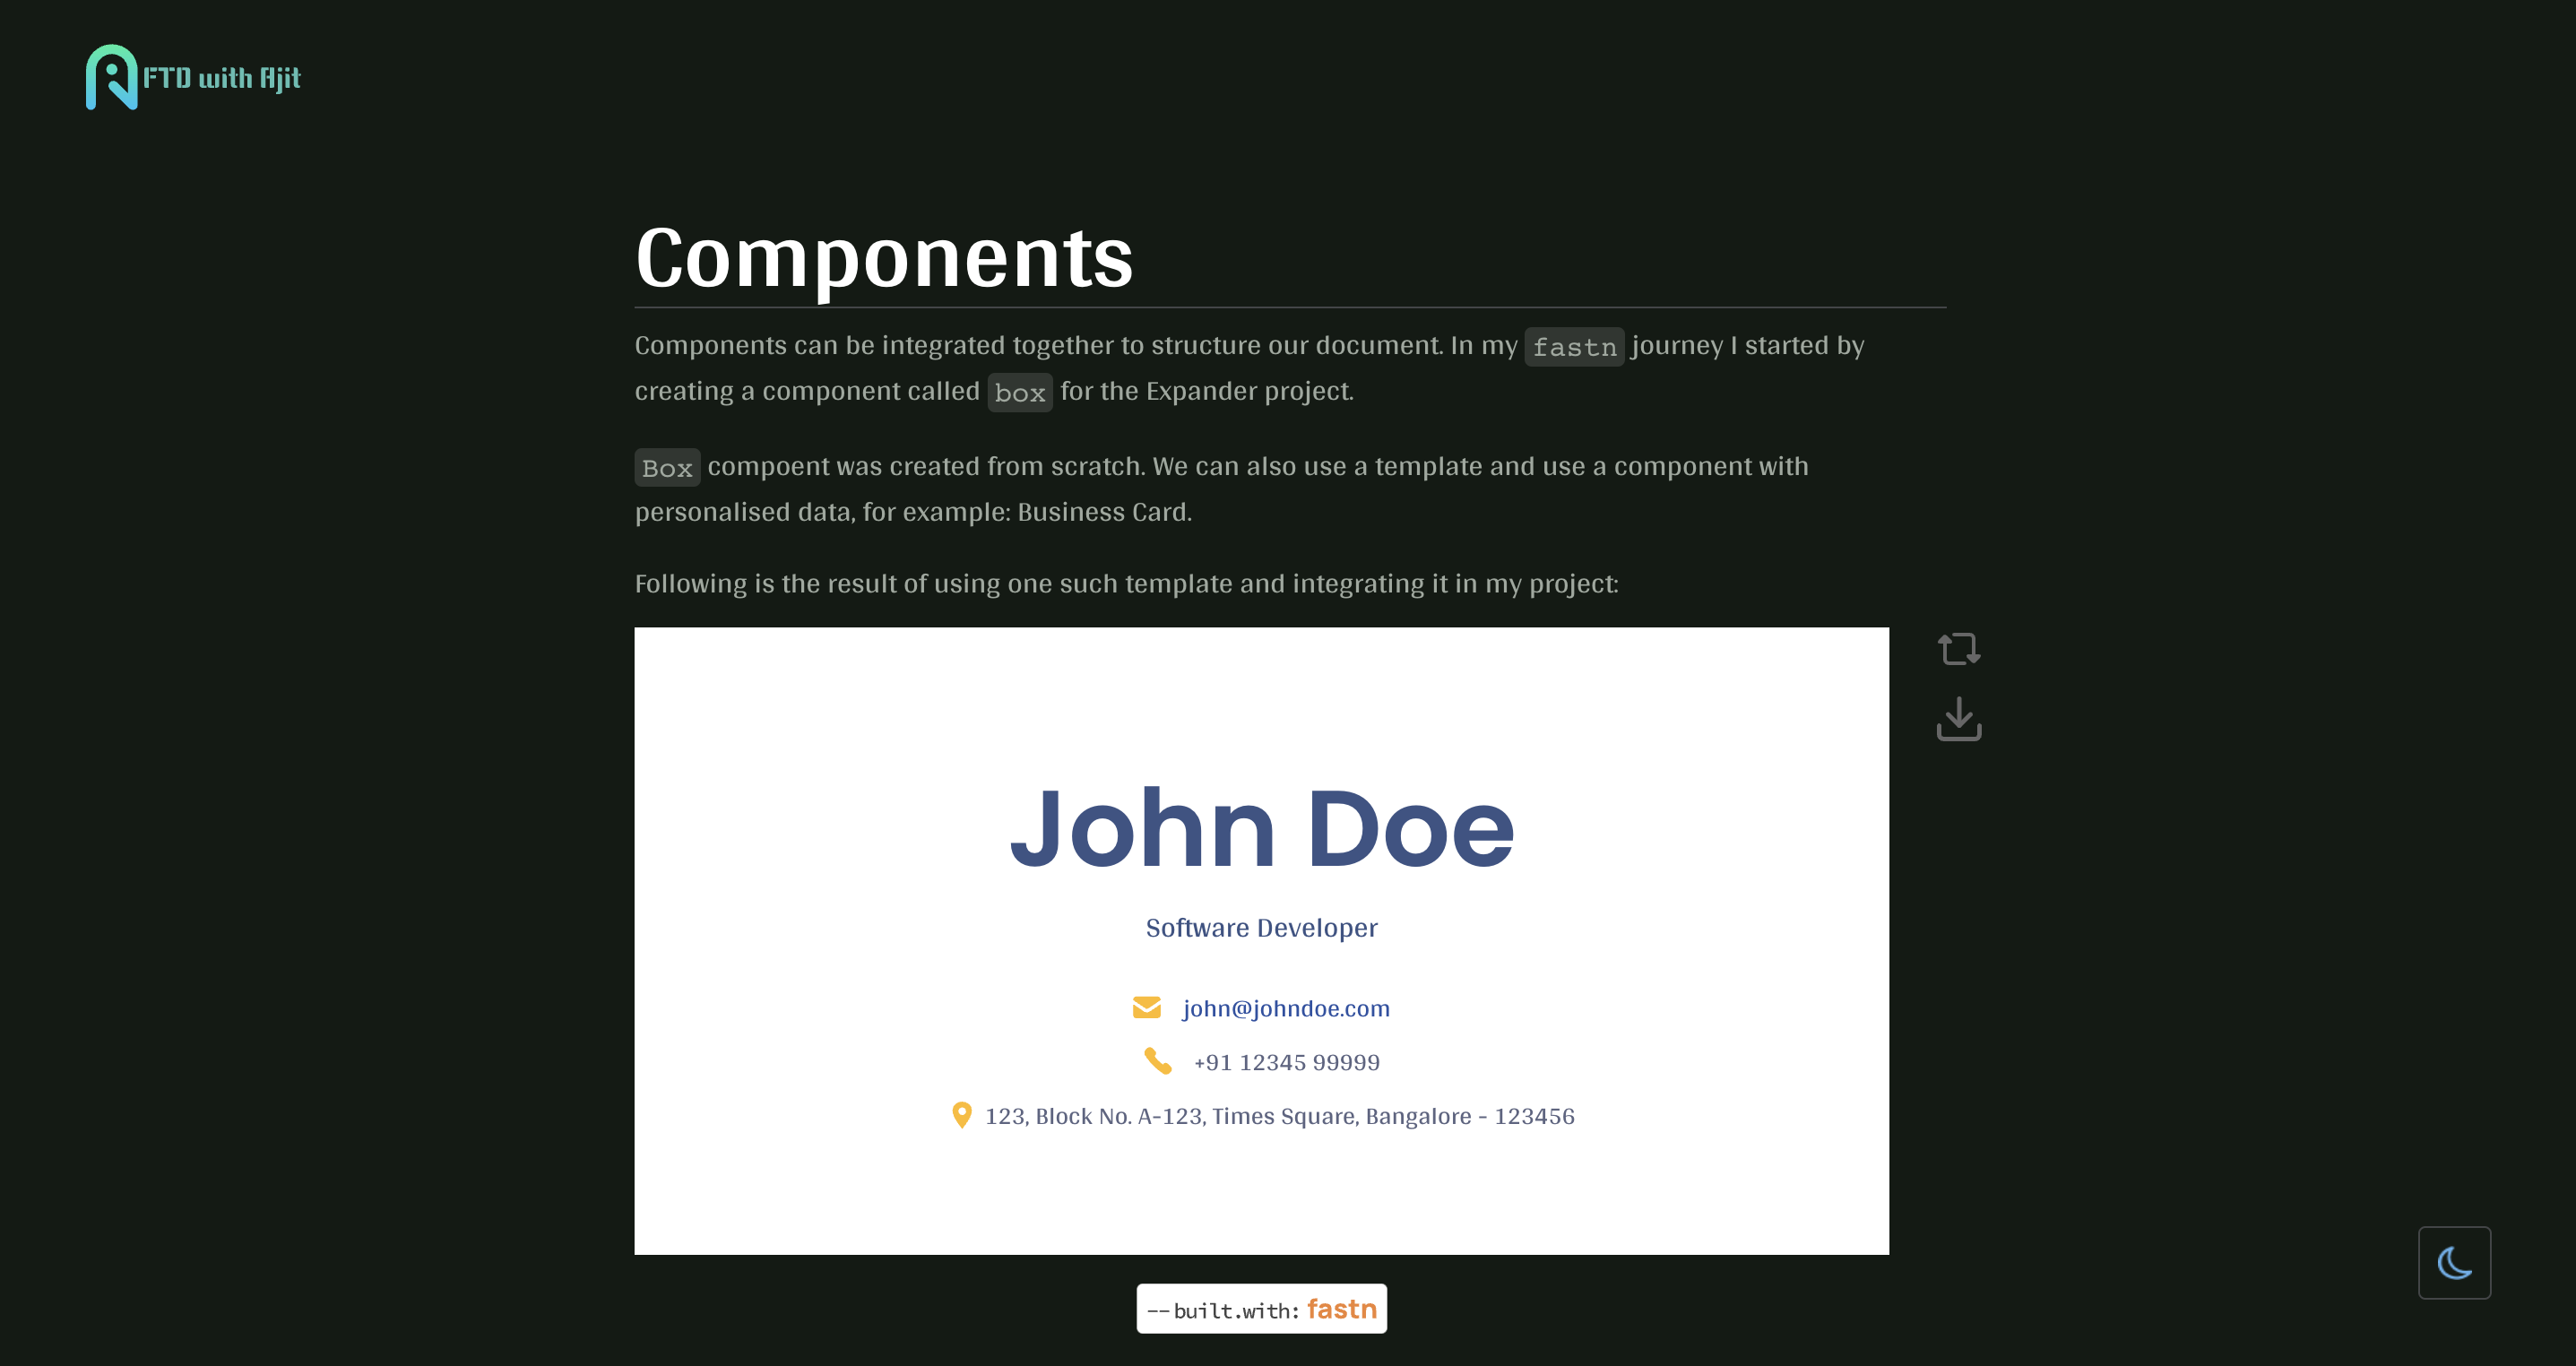 FTD with Ajit
Components
Components can be integrated together to structure our document. In my fastn journey I started by
creating a component called box for the Expander project.
Box compoent was created from scratch. We can also use a template and use a component with
personalised data, for example: Business Card.
Following is the result of using one such template and integrating it in my project:
John Doe
Software Developer
john@johndoe.com
+91 12345 99999
123, Block No. A-123, Times Square, Bangalore - 123456
-- built.with: fastn